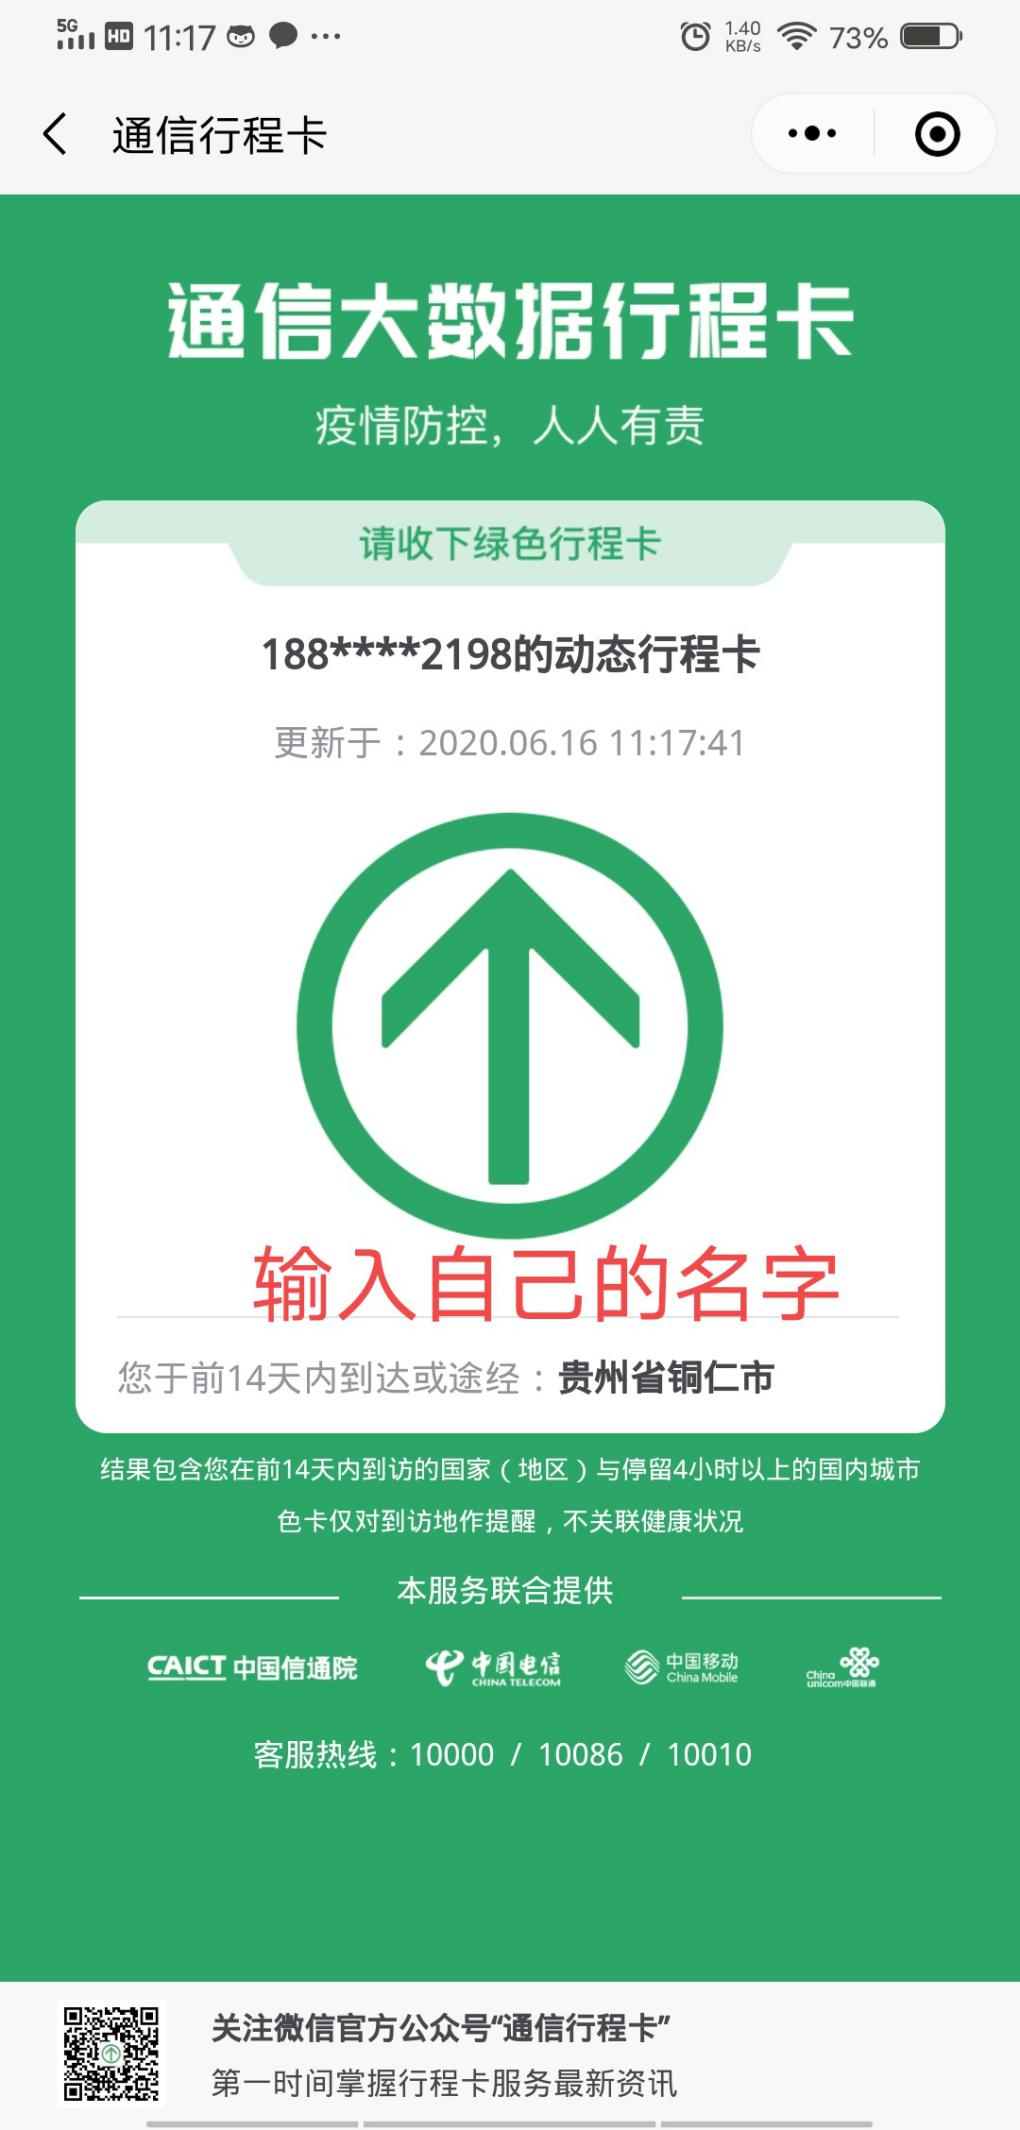 5G HD 11:17 ... 1.40 KB/s 73%
通信行程卡
通信大数据行程卡
疫情防控，人人有责
请收下绿色行程卡
188****2198的动态行程卡
更新于：2020.06.16 11:17:41
输入自己的名字
您于前14天内到达或途经：贵州省铜仁市
结果包含您在前14天内到访的国家（地区）与停留4小时以上的国内城市
色卡仅对到访地作提醒，不关联健康状况
本服务联合提供
CAICT 中国信通院 中国电信 CHINA TELECOM 中国移动 China Mobile China unicom中国联通
客服热线：10000 / 10086 / 10010
关注微信官方公众号“通信行程卡”
第一时间掌握行程卡服务最新资讯